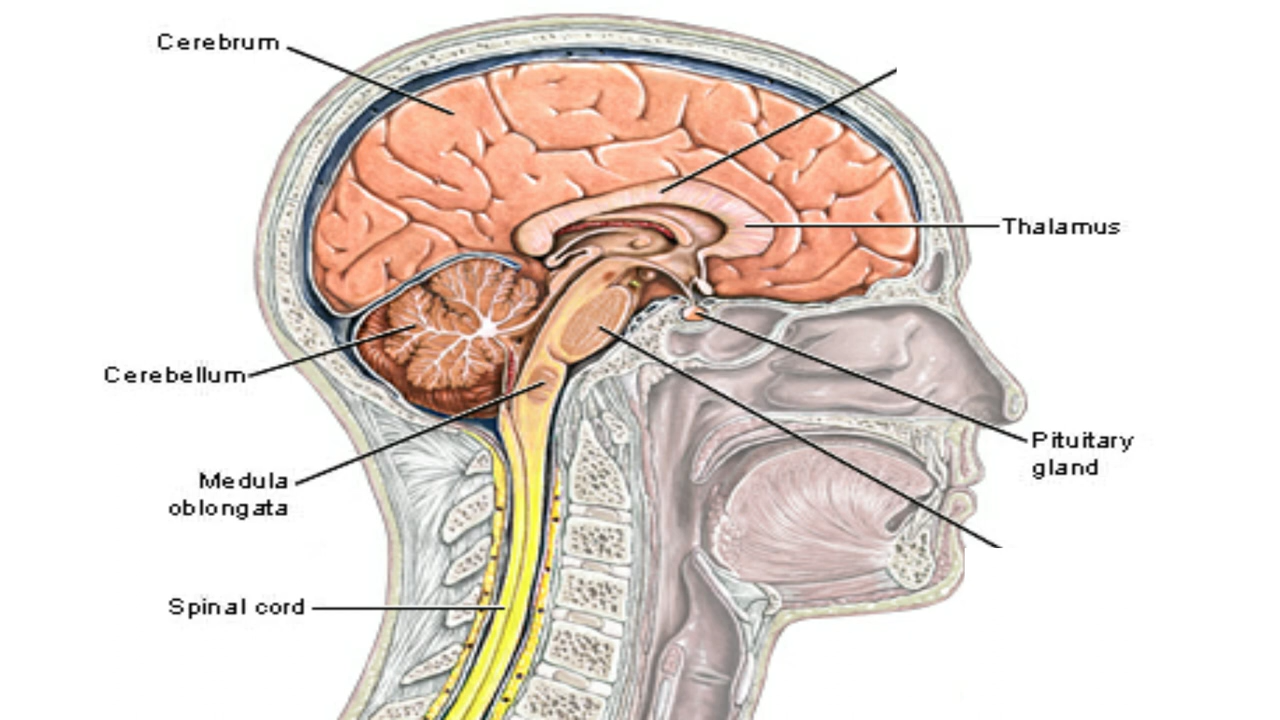 Cerebrum
Thalamus
Cerebellum
Pituitary
gland
Medula
oblongata
Spinal cord